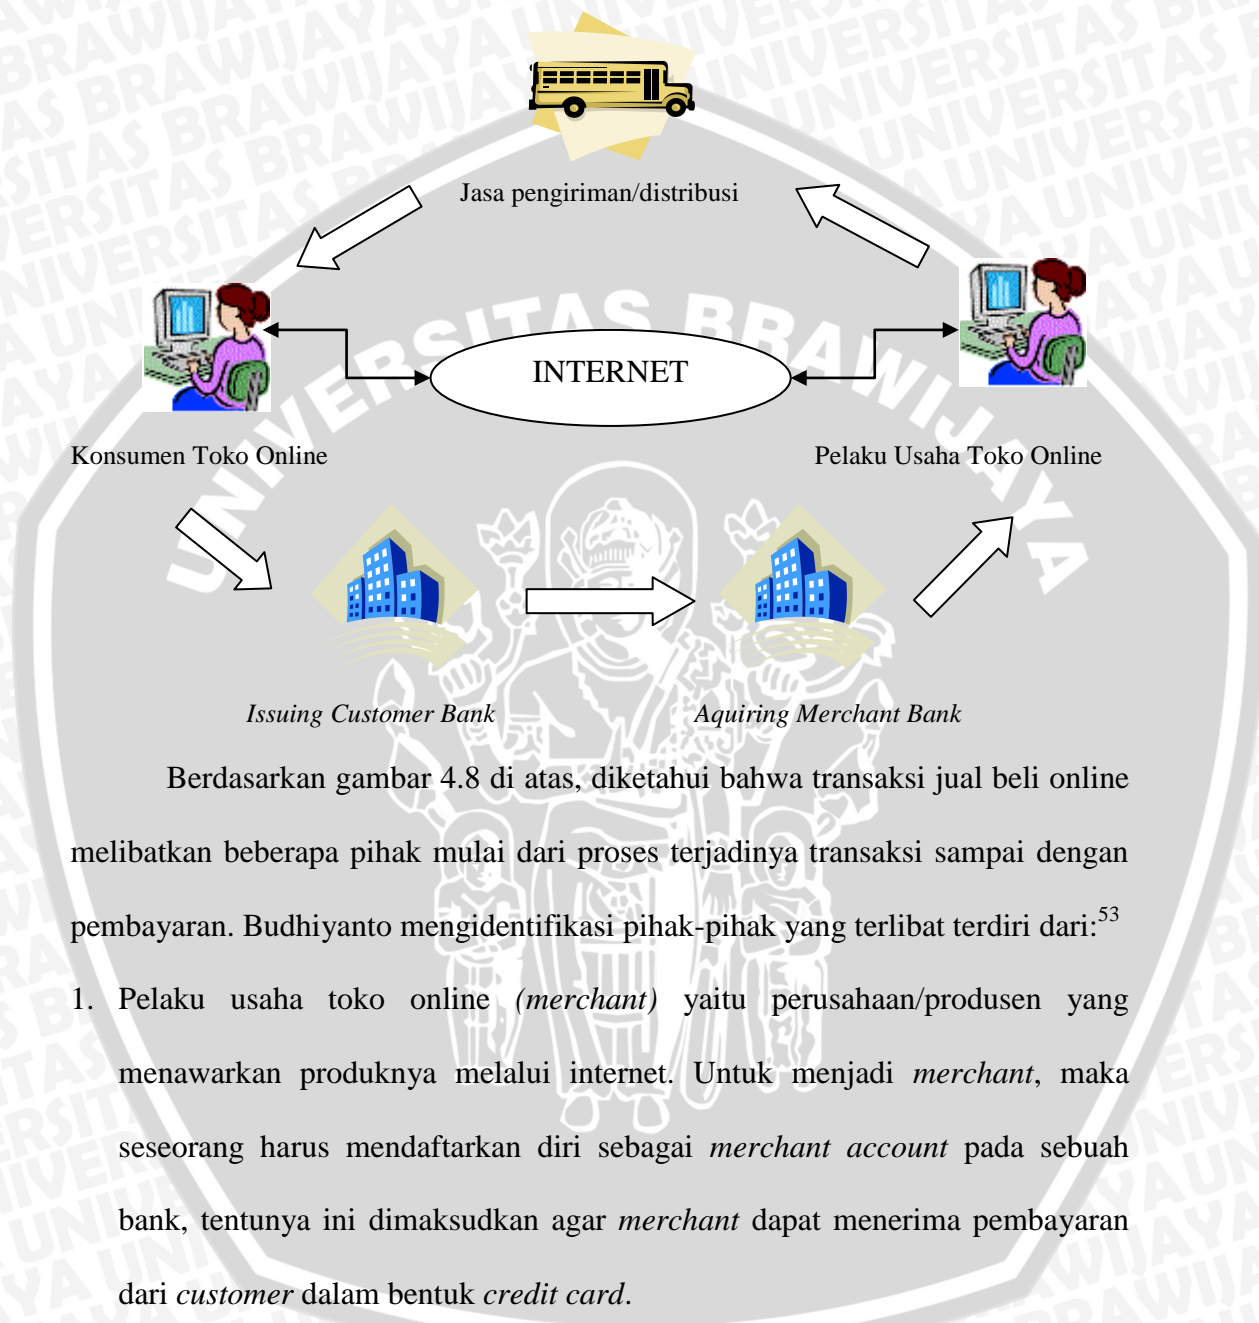 Jasa pengiriman/distribusi
UNIVERSITAS BRAWIJAYA
INTERNET
Konsumen Toko Online
Pelaku Usaha Toko Online
Issuing Customer Bank
Aquiring Merchant Bank
Berdasarkan gambar 4.8 di atas, diketahui bahwa transaksi jual beli online
melibatkan beberapa pihak mulai dari proses terjadinya transaksi sampai dengan
pembayaran. Budhiyanto mengidentifikasi pihak-pihak yang terlibat terdiri dari:53
1. Pelaku usaha toko online (merchant) yaitu perusahaan/produsen yang
menawarkan produknya melalui internet. Untuk menjadi merchant, maka
seseorang harus mendaftarkan diri sebagai merchant account pada sebuah
bank, tentunya ini dimaksudkan agar merchant dapat menerima pembayaran
dari customer dalam bentuk credit card.